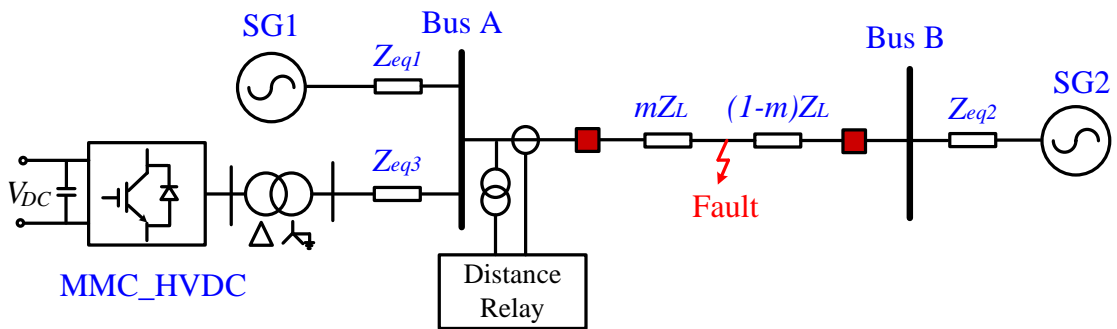 SG1
Bus A
Bus B
SG2
Zeq1
mZL
(1-m)ZL
Zeq2
Zeq3
VDC
Fault
MMC_HVDC
Distance
Relay